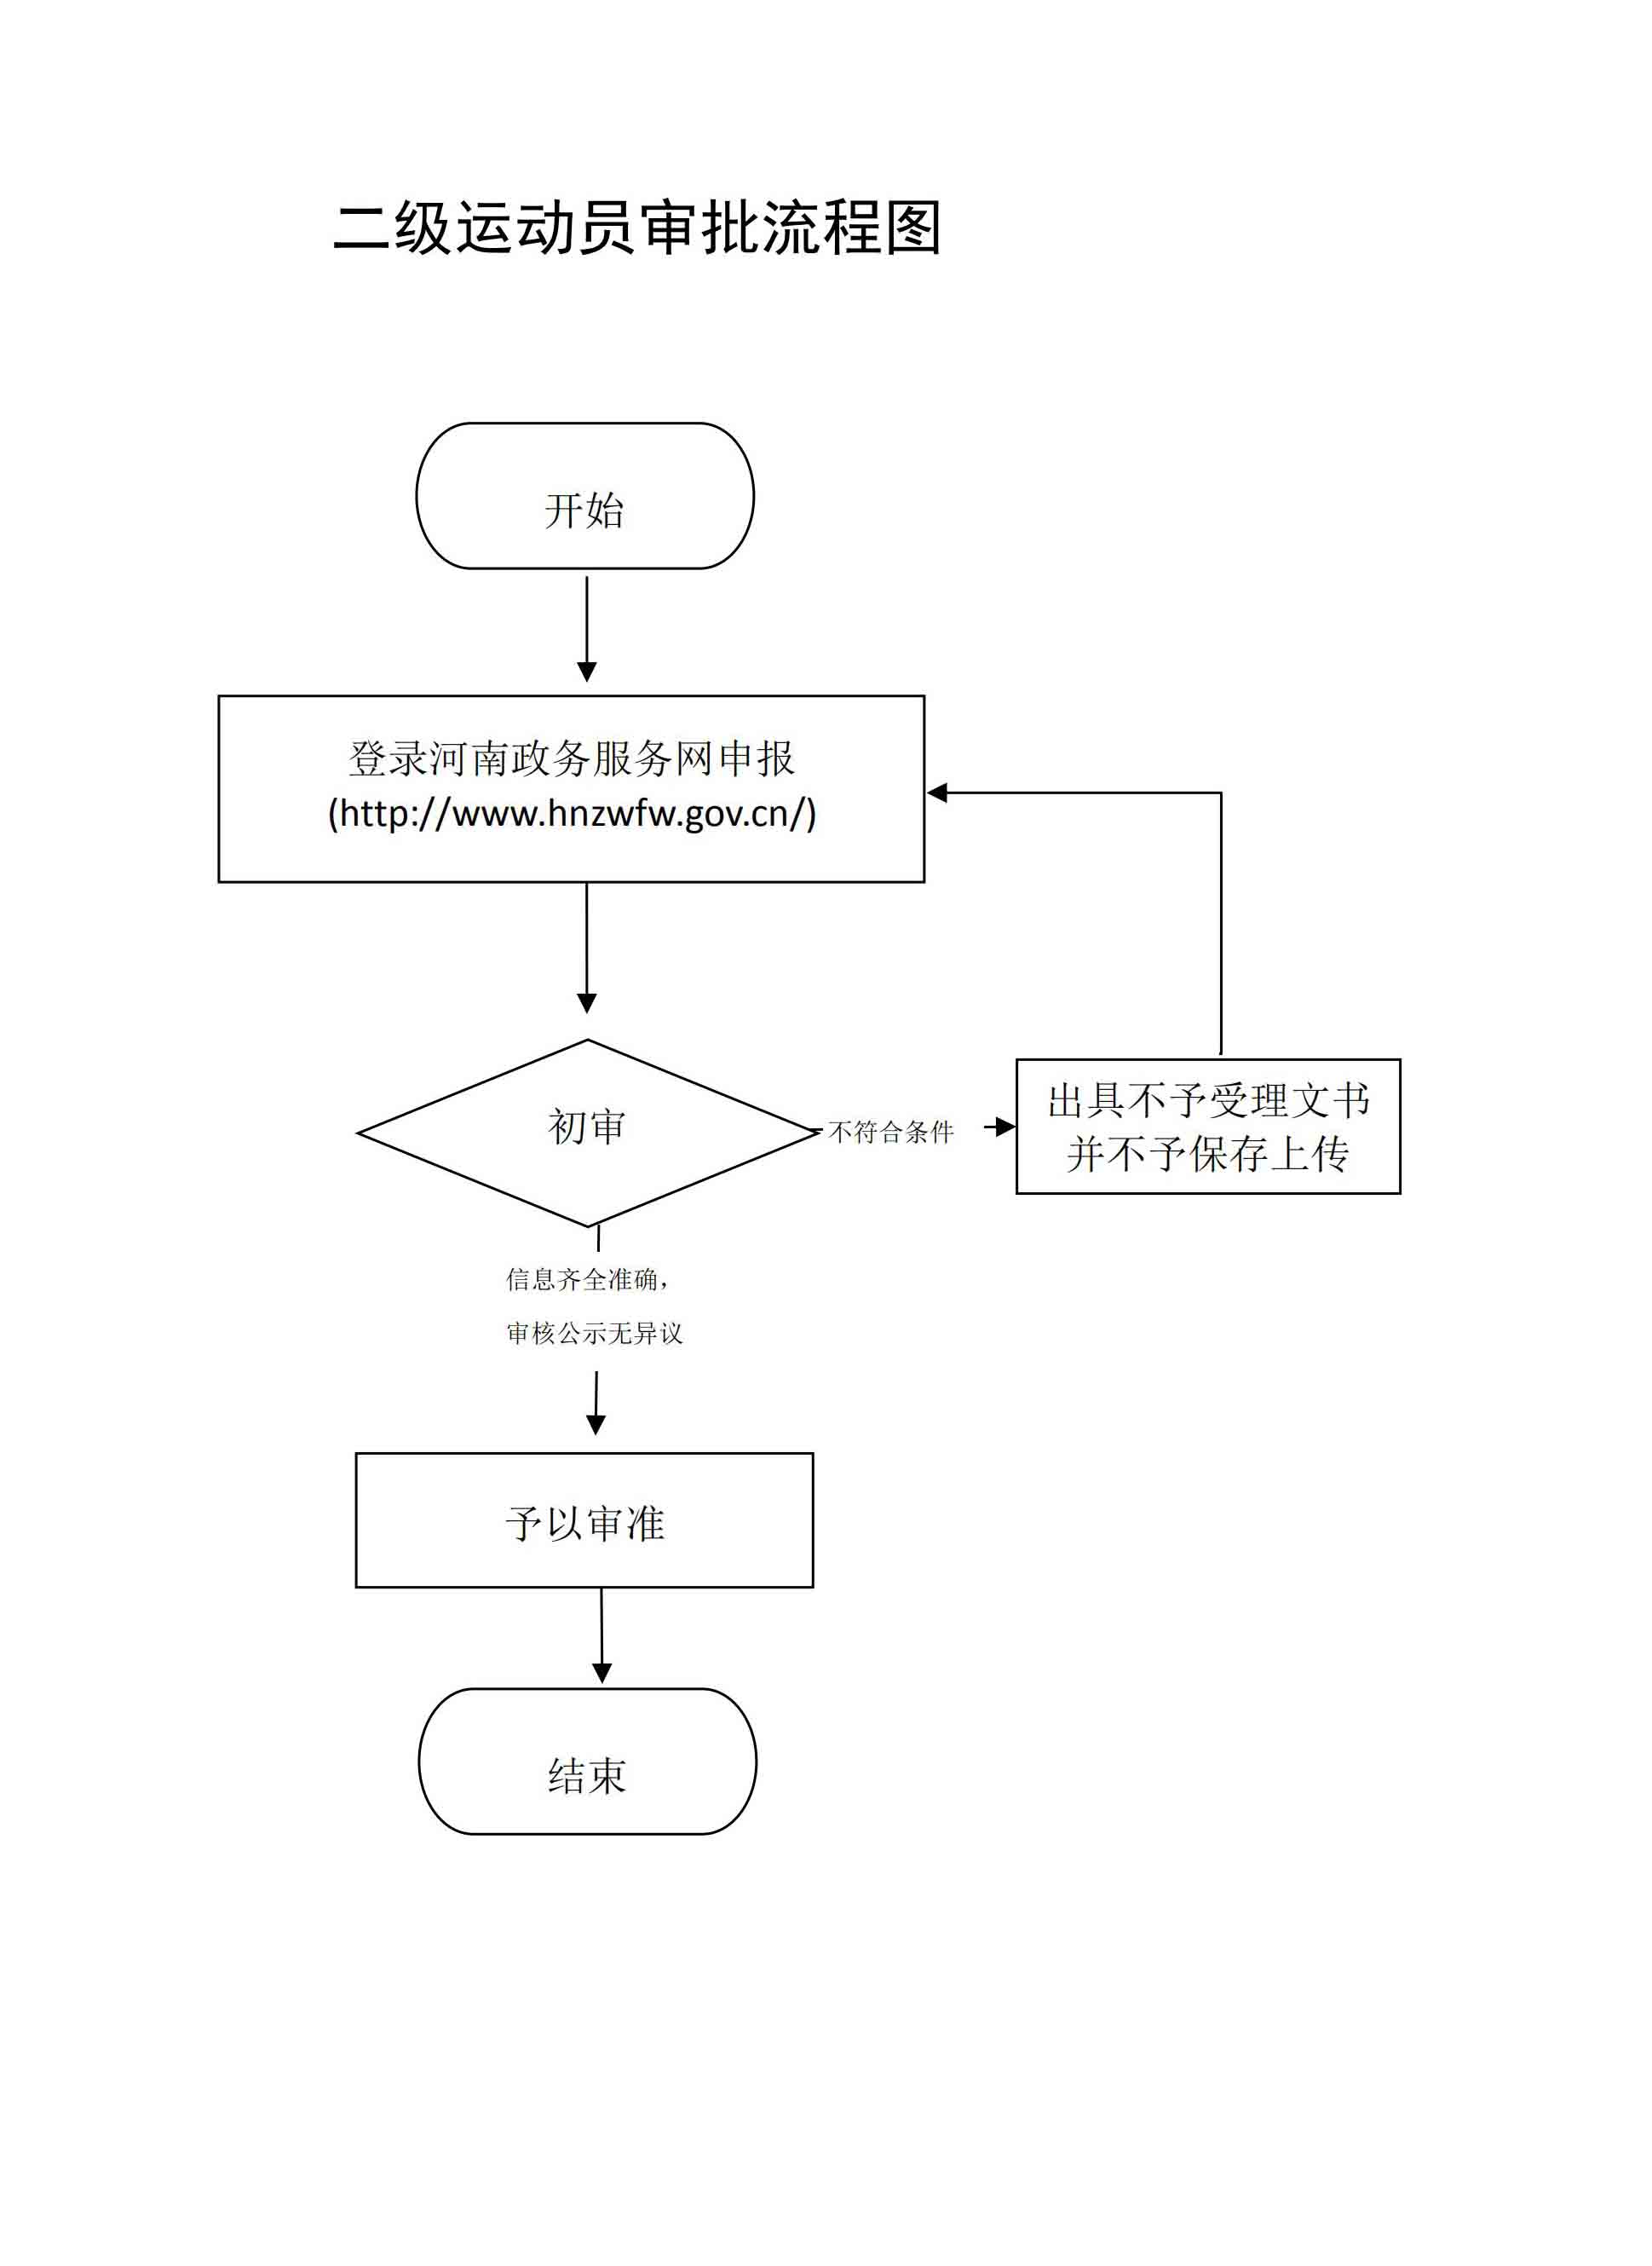 二级运动员审批流程图
开始
登录河南政务服务网申报
(http://www.hnzwfw.gov.cn/)
初审
不符合条件
出具不予受理文书
并不予保存上传
信息齐全准确，
审核公示无异议
予以审准
结束